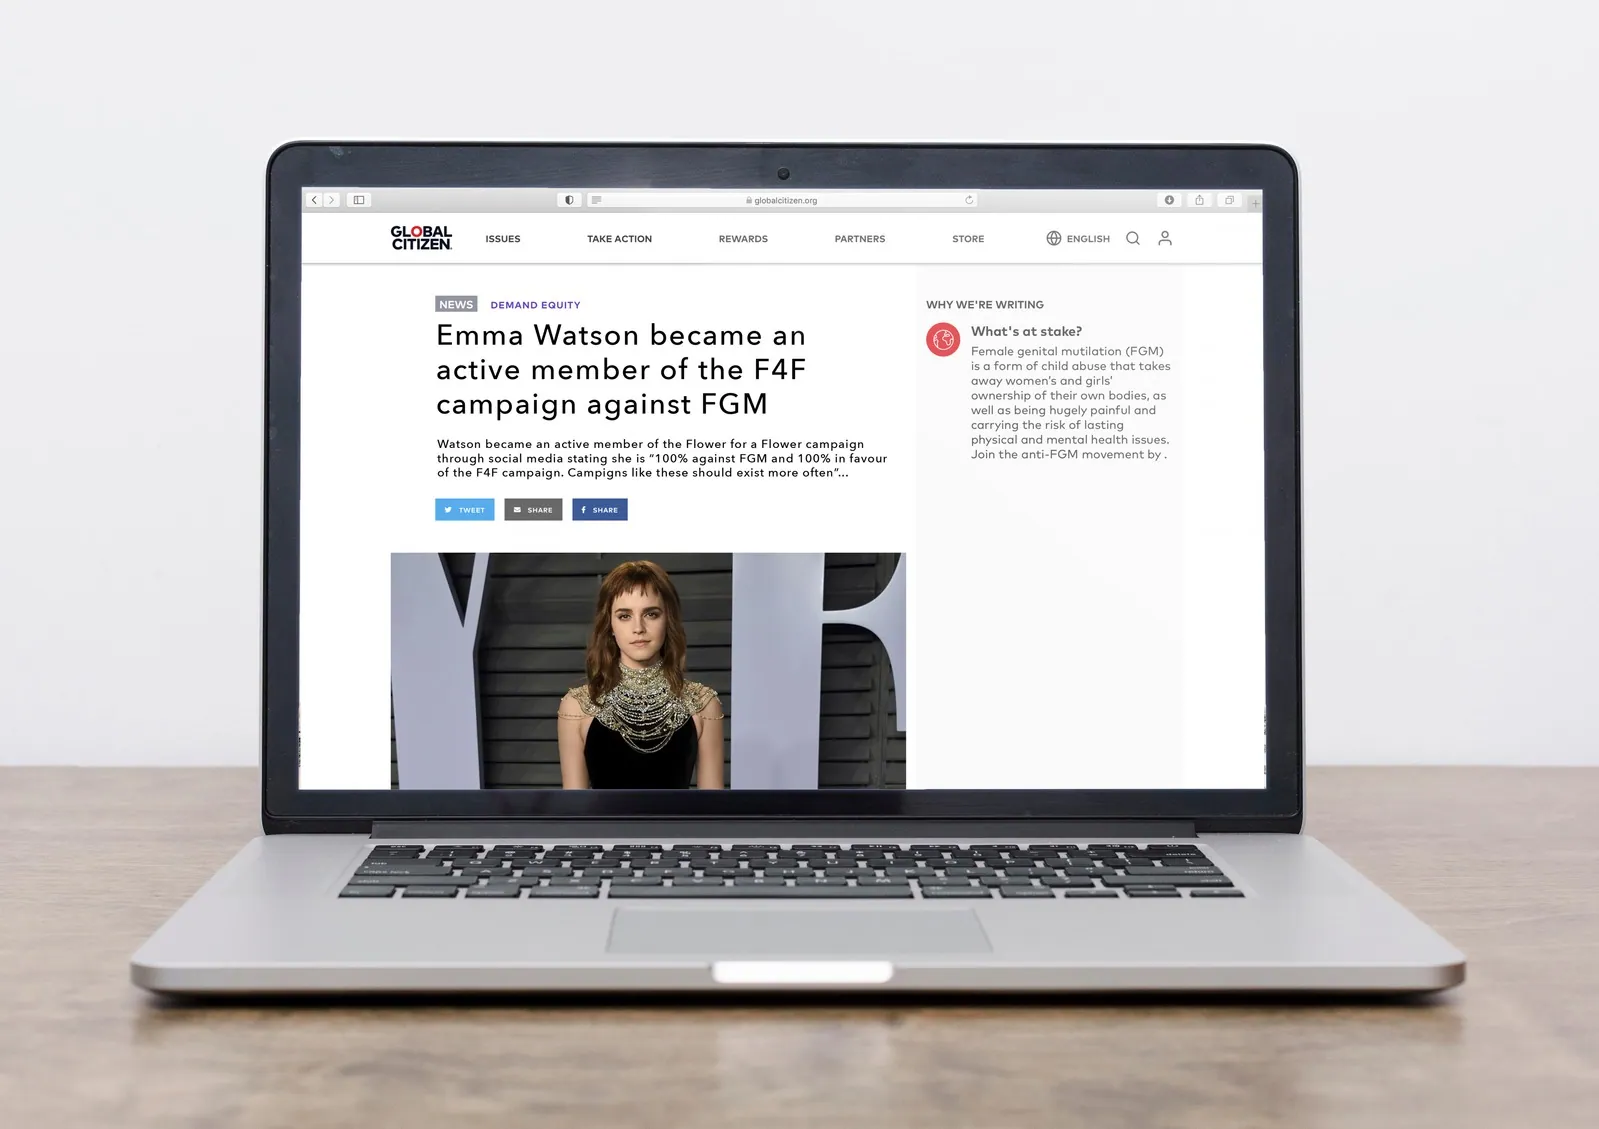 globalcitizen.org
GLOBAL
CITIZEN
ISSUES
TAKE ACTION
REWARDS
PARTNERS
STORE
ENGLISH
NEWS
DEMAND EQUITY
Emma Watson became an
active member of the F4F
campaign against FGM
Watson became an active member of the Flower for a Flower campaign
through social media stating she is “100% against FGM and 100% in favour
of the F4F campaign. Campigns like these should exist more often”...
TWEET
SHARE
SHARE
WHY WE'RE WRITING
What's at stake?
Female genital mutilation (FGM)
is a form of child abuse that takes
away women's and girls'
ownership of their own bodies, as
well as being hugely painful and
carrying the risk of lasting
physical and mental health issues.
Join the anti-FGM movement by .